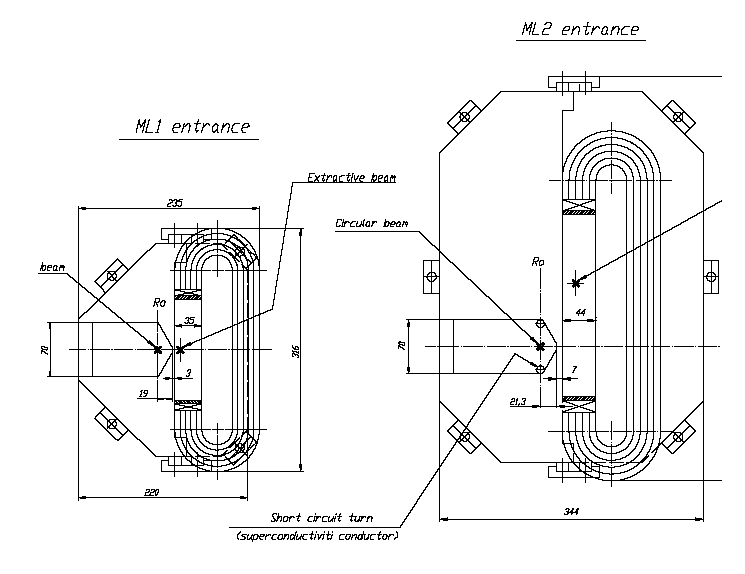 ML2 entrance
ML1 entrance
Extractive beam
235
Circular beam
beam
Ro
Ro
35
44
70
316
70
3
7
19
21,3
220
344
Short circuit turn
(superconductiviti conductor)